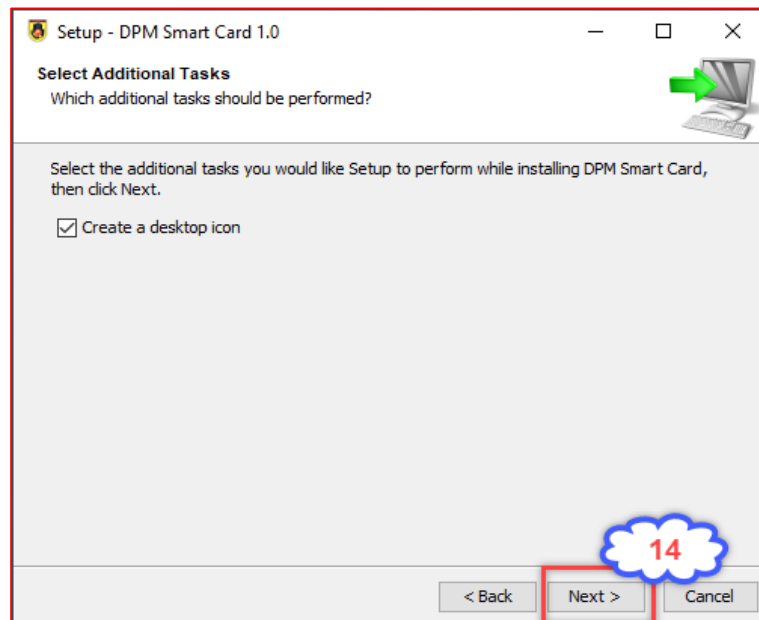 Setup - DPM Smart Card 1.0
Select Additional Tasks
Which additional tasks should be performed?
Select the additional tasks you would like Setup to perform while installing DPM Smart Card,
then click Next.
Create a desktop icon
14
< Back
Next >
Cancel